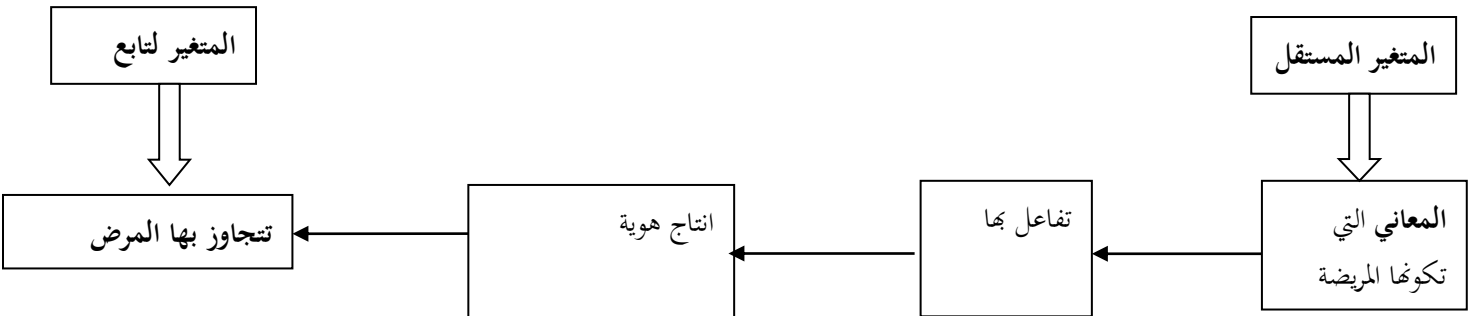 المتغير المستقل
المتغير لتابع
المعاني التي
تكونها المريضة
تفاعل بها
انتاج هوية
تتجاوز بها المرض